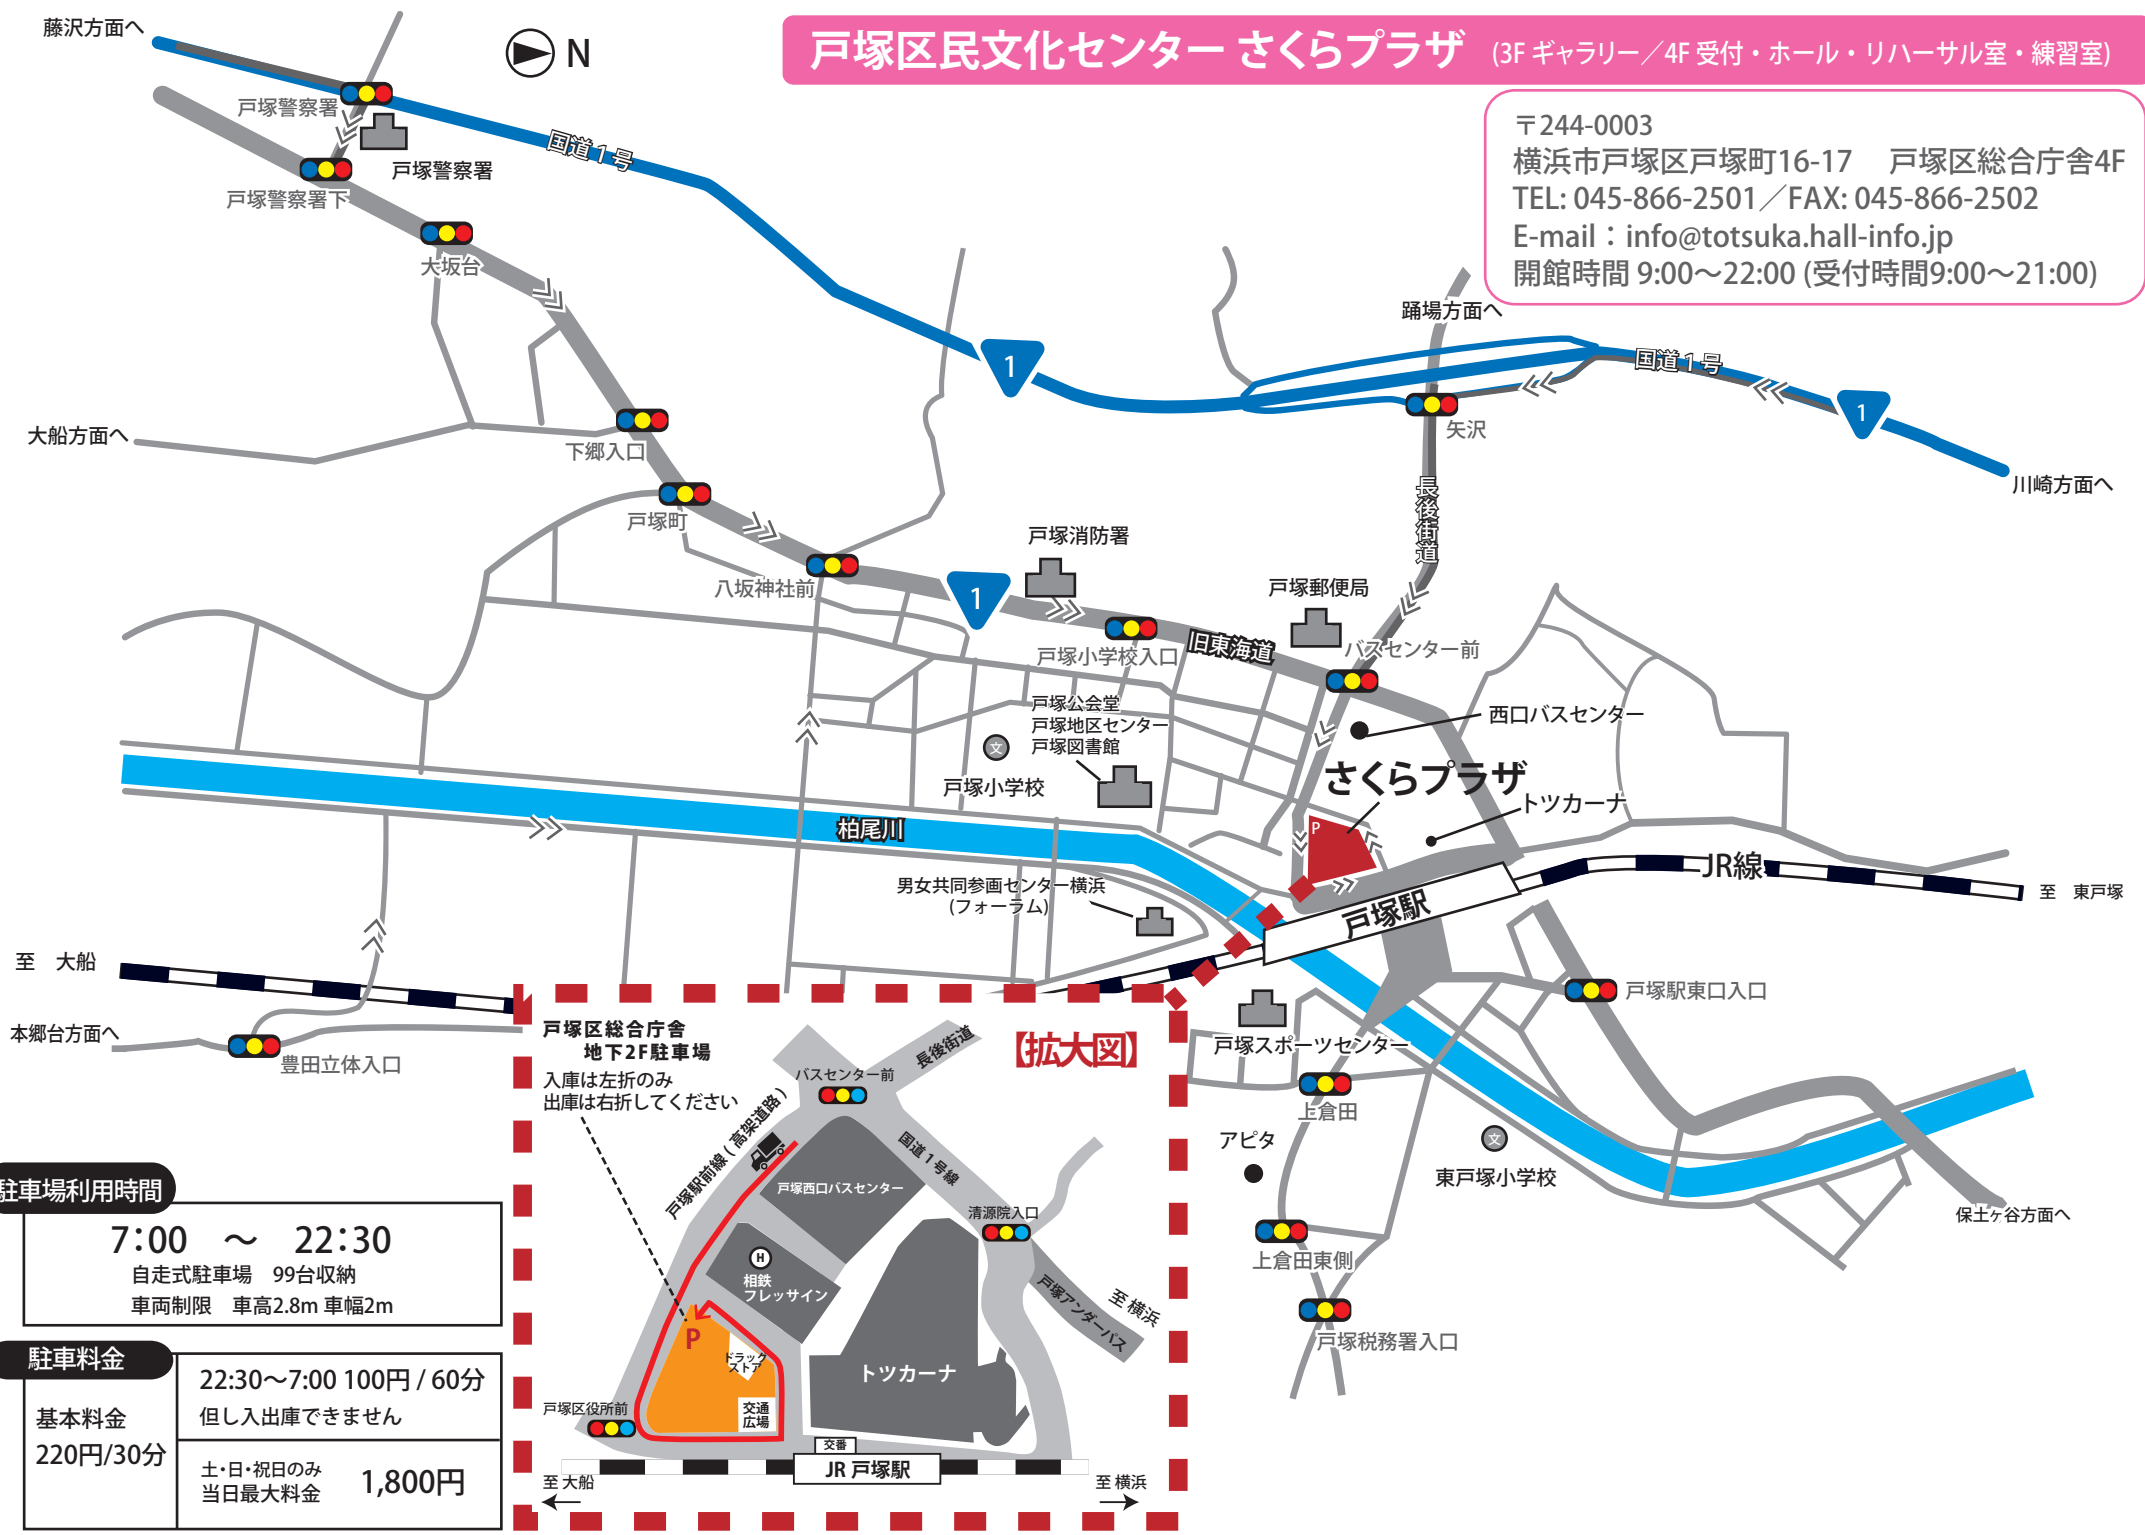 藤沢方面へ
N
戸塚区民文化センター さくらプラザ (3F ギャラリー／4F 受付・ホール・リハーサル室・練習室)
〒244-0003
横浜市戸塚区戸塚町16-17　戸塚区総合庁舎4F
TEL: 045-866-2501／FAX: 045-866-2502
E-mail：info@totsuka.hall-info.jp
開館時間 9:00～22:00 (受付時間9:00～21:00)
戸塚警察署
国道1号
戸塚警察署
戸塚警察署下
大坂台
踊場方面へ
国道1号
1
1
矢沢
大船方面へ
下郷入口
川崎方面へ
長後街道
戸塚町
戸塚消防署
八坂神社前
1
戸塚郵便局
戸塚小学校入口
旧東海道
バスセンター前
戸塚公会堂
戸塚地区センター
戸塚図書館
西口バスセンター
文
戸塚小学校
さくらプラザ
トツカーナ
P
柏尾川
JR線
男女共同参画センター横浜
(フォーラム)
戸塚駅
至　東戸塚
至　大船
戸塚駅東口入口
本郷台方面へ
豊田立体入口
戸塚スポーツセンター
上倉田
アピタ
文
東戸塚小学校
保土ヶ谷方面へ
上倉田東側
戸塚税務署入口
戸塚区総合庁舎
地下2F駐車場
入庫は左折のみ
出庫は右折してください
【拡大図】
長後街道
バスセンター前
戸塚駅前線 ( 高架道路 )
国道1号線
戸塚西口バスセンター
清源院入口
H
相鉄
フレッサイン
戸塚アンダーパス
至 横浜
P
ドラッグ
ストア
トツカーナ
戸塚区役所前
交通
広場
交番
JR 戸塚駅
至 大船
至 横浜
駐車場利用時間
7：00　～　22：30
自走式駐車場　99台収納
車両制限　車高2.8m 車幅2m
駐車料金
基本料金
220円/30分
22:30～7:00 100円 / 60分
但し入出庫できません
土・日・祝日のみ
当日最大料金
1,800円